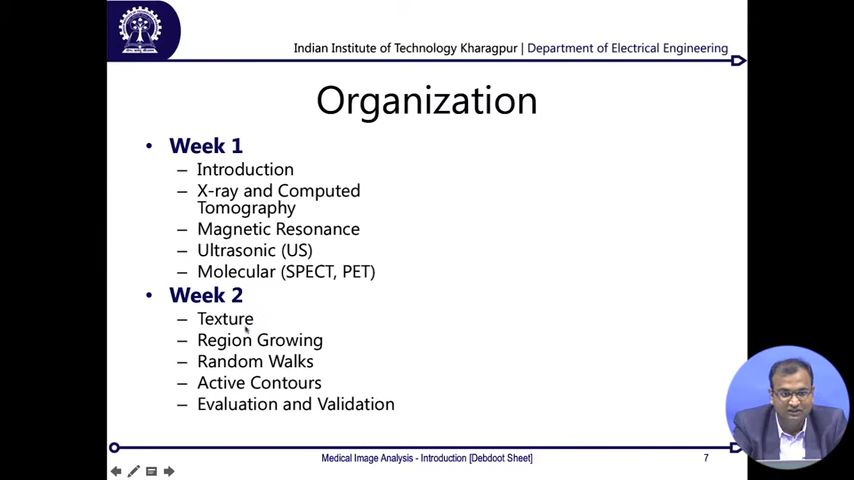 Indian Institute of Technology Kharagpur | Department of Electrical Engineering
Organization
• Week 1
– Introduction
– X-ray and Computed
Tomography
– Magnetic Resonance
– Ultrasonic (US)
– Molecular (SPECT, PET)
• Week 2
– Texture
– Region Growing
– Random Walks
– Active Contours
– Evaluation and Validation
Medical Image Analysis - Introduction [Debdoot Sheet]
7